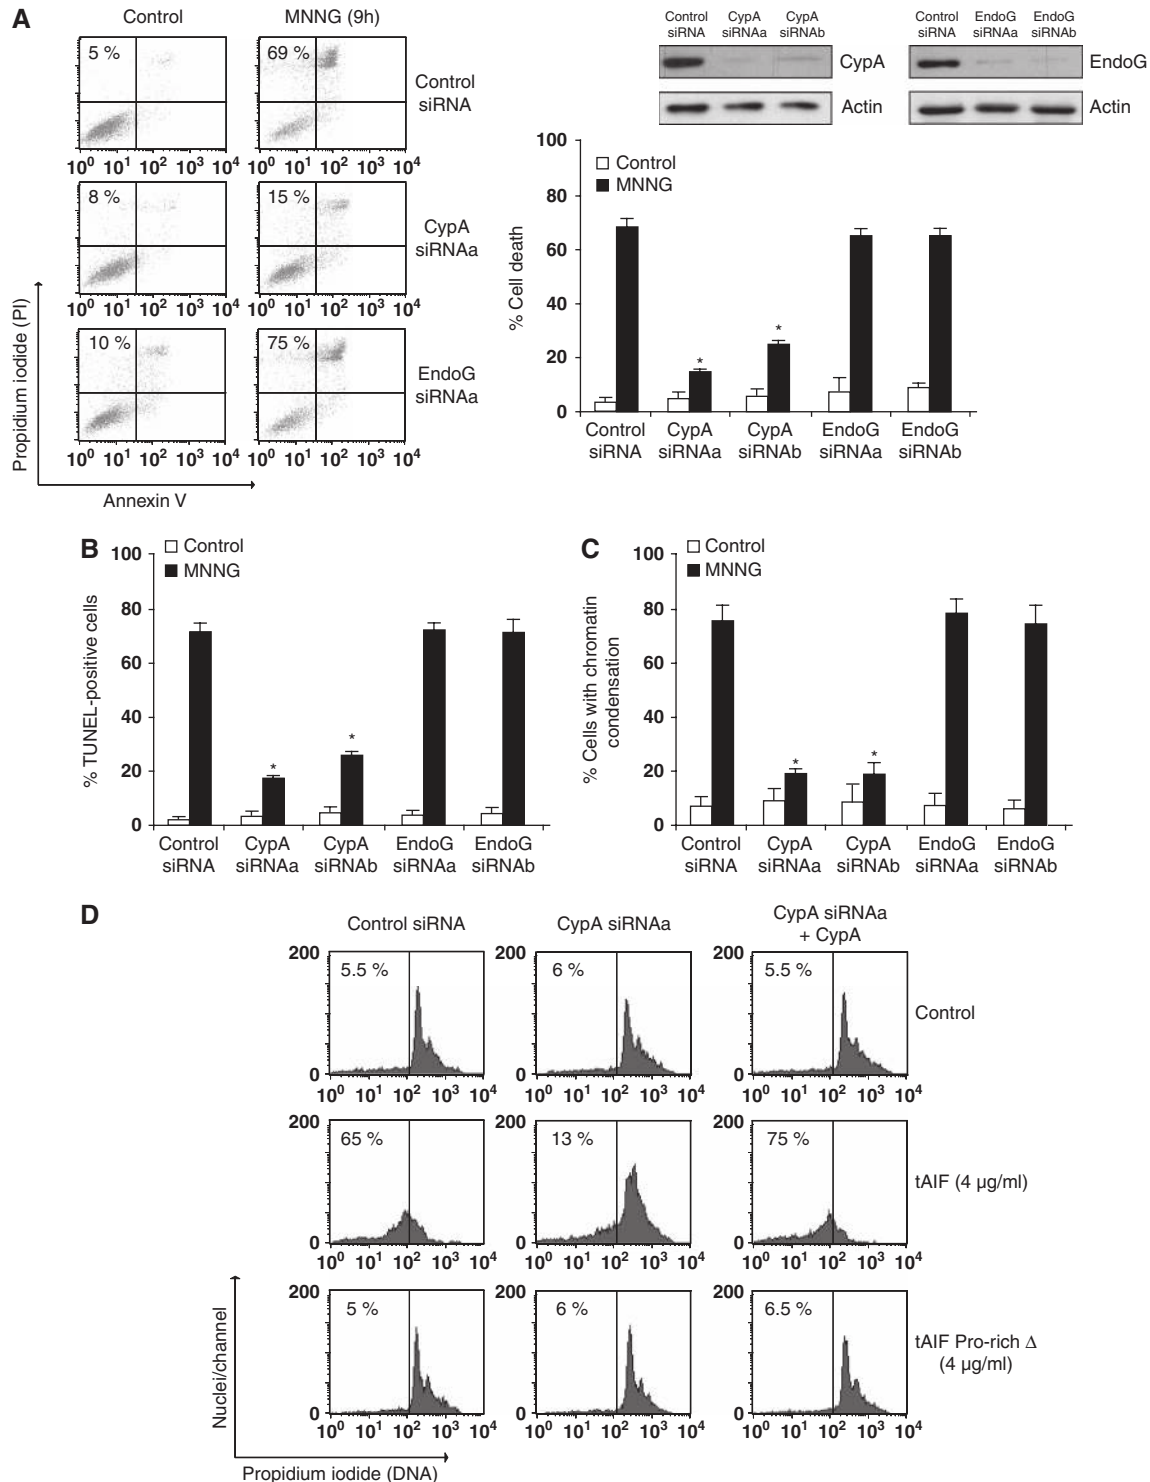 A
Control
MNNG (9h)
5 %
69 %
Control
siRNA
10⁰ 10¹ 10² 10³ 10⁴
10⁰ 10¹ 10² 10³ 10⁴
8 %
15 %
CypA
siRNAa
10⁰ 10¹ 10² 10³ 10⁴
10⁰ 10¹ 10² 10³ 10⁴
10 %
75 %
EndoG
siRNAa
10⁰ 10¹ 10² 10³ 10⁴
10⁰ 10¹ 10² 10³ 10⁴
Propidium iodide (PI)
Annexin V
Control siRNA
CypA siRNAa
CypA siRNAb
CypA
Actin
Control siRNA
EndoG siRNAa
EndoG siRNAb
EndoG
Actin
Control
MNNG
% Cell death
100
80
60
40
20
0
Control siRNA
CypA siRNAa
CypA siRNAb
EndoG siRNAa
EndoG siRNAb
B
Control
MNNG
% TUNEL-positive cells
100
80
60
40
20
0
Control siRNA
CypA siRNAa
CypA siRNAb
EndoG siRNAa
EndoG siRNAb
* *
C
Control
MNNG
% Cells with chromatin
condensation
100
80
60
40
20
0
Control siRNA
CypA siRNAa
CypA siRNAb
EndoG siRNAa
EndoG siRNAb
* *
D
Control siRNA
CypA siRNAa
CypA siRNAa
+ CypA
200
5.5 %
0
10⁰ 10¹ 10² 10³ 10⁴
200
6 %
0
10⁰ 10¹ 10² 10³ 10⁴
200
5.5 %
0
10⁰ 10¹ 10² 10³ 10⁴
Control
200
65 %
0
10⁰ 10¹ 10² 10³ 10⁴
200
13 %
0
10⁰ 10¹ 10² 10³ 10⁴
200
75 %
0
10⁰ 10¹ 10² 10³ 10⁴
tAIF (4 µg/ml)
200
5 %
0
10⁰ 10¹ 10² 10³ 10⁴
200
6 %
0
10⁰ 10¹ 10² 10³ 10⁴
200
6.5 %
0
10⁰ 10¹ 10² 10³ 10⁴
tAIF Pro-rich Δ
(4 µg/ml)
Nuclei/channel
Propidium iodide (DNA)